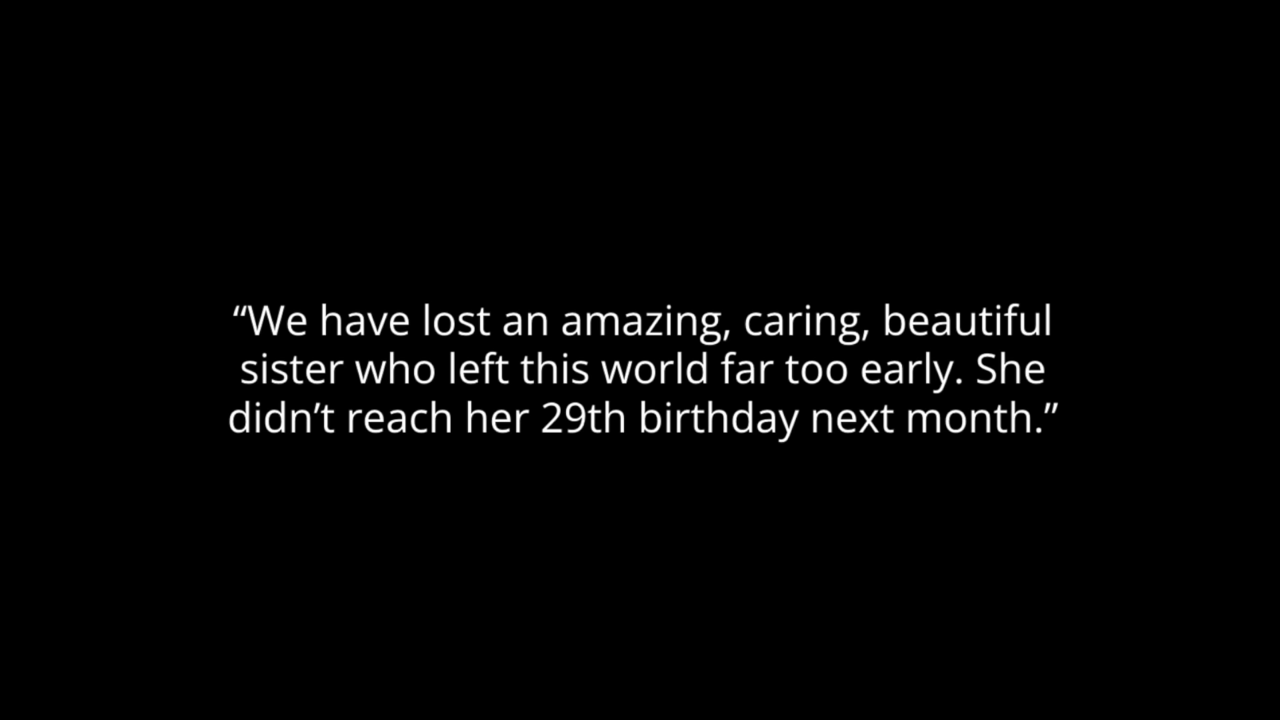 “We have lost an amazing, caring, beautiful
sister who left this world far too early. She
didn’t reach her 29th birthday next month.”